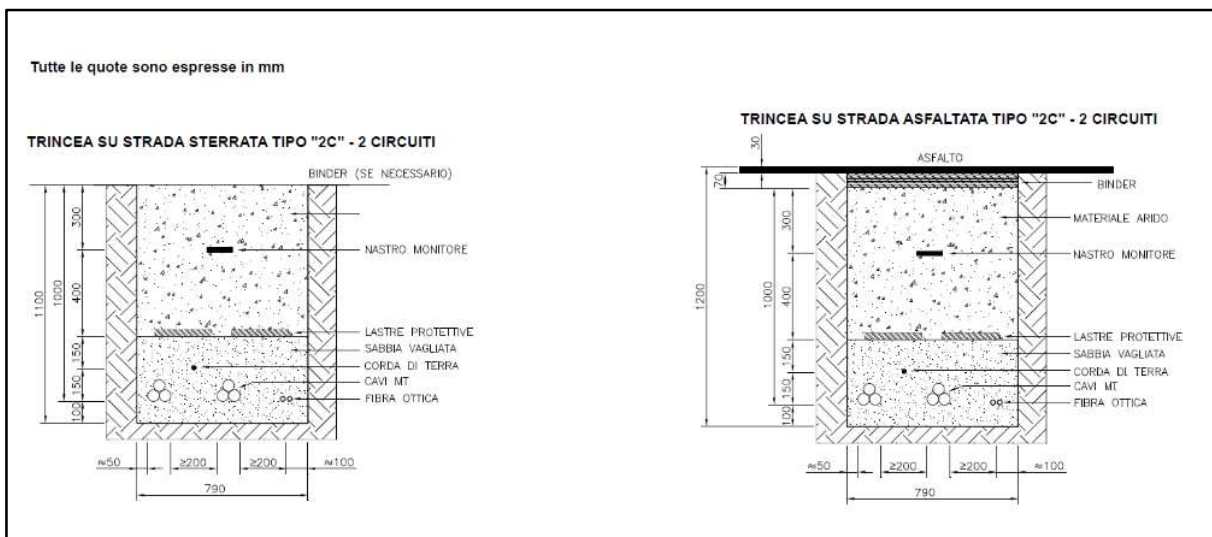 Tutte le quote sono espresse in mm
TRINCEA SU STRADA STERRATA TIPO "2C" - 2 CIRCUITI
BINDER (SE NECESSARIO)
NASTRO MONITORE
LASTRE PROTETTIVE
SABBIA VAGLIATA
CORDA DI TERRA
CAVI MT
FIBRA OTTICA
1100
1000
300
400
150
150
100
≈50
≥200
≥200
≈100
790
TRINCEA SU STRADA ASFALTATA TIPO "2C" - 2 CIRCUITI
30
ASFALTO
70
BINDER
MATERIALE ARIDO
NASTRO MONITORE
LASTRE PROTETTIVE
SABBIA VAGLIATA
CORDA DI TERRA
CAVI MT
FIBRA OTTICA
1200
1000
300
400
150
150
100
≈50
≥200
≥200
≈100
790